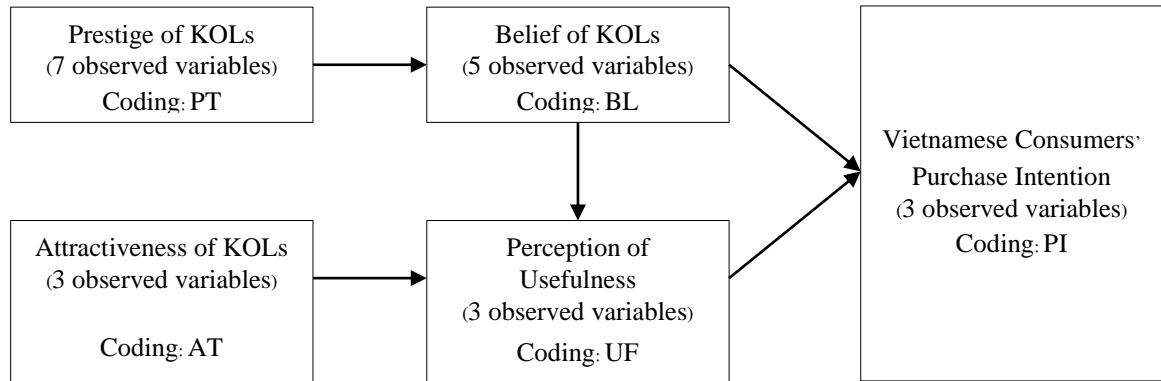 Prestige of KOLs
(7 observed variables)
Coding: PT
Belief of KOLs
(5 observed variables)
Coding: BL
Vietnamese Consumers'
Purchase Intention
(3 observed variables)
Coding: PI
Attractiveness of KOLs
(3 observed variables)
Coding: AT
Perception of
Usefulness
(3 observed variables)
Coding: UF